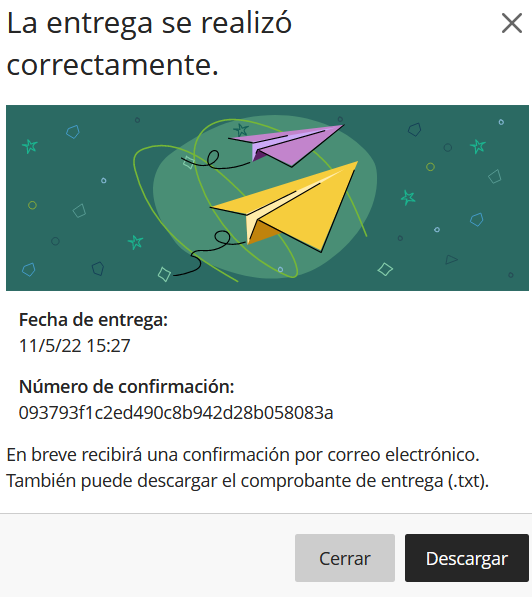 La entrega se realizó
correctamente.
Fecha de entrega:
11/5/22 15:27
Número de confirmación:
093793f1c2ed490c8b942d28b058083a
En breve recibirá una confirmación por correo electrónico.
También puede descargar el comprobante de entrega (.txt).
Cerrar
Descargar